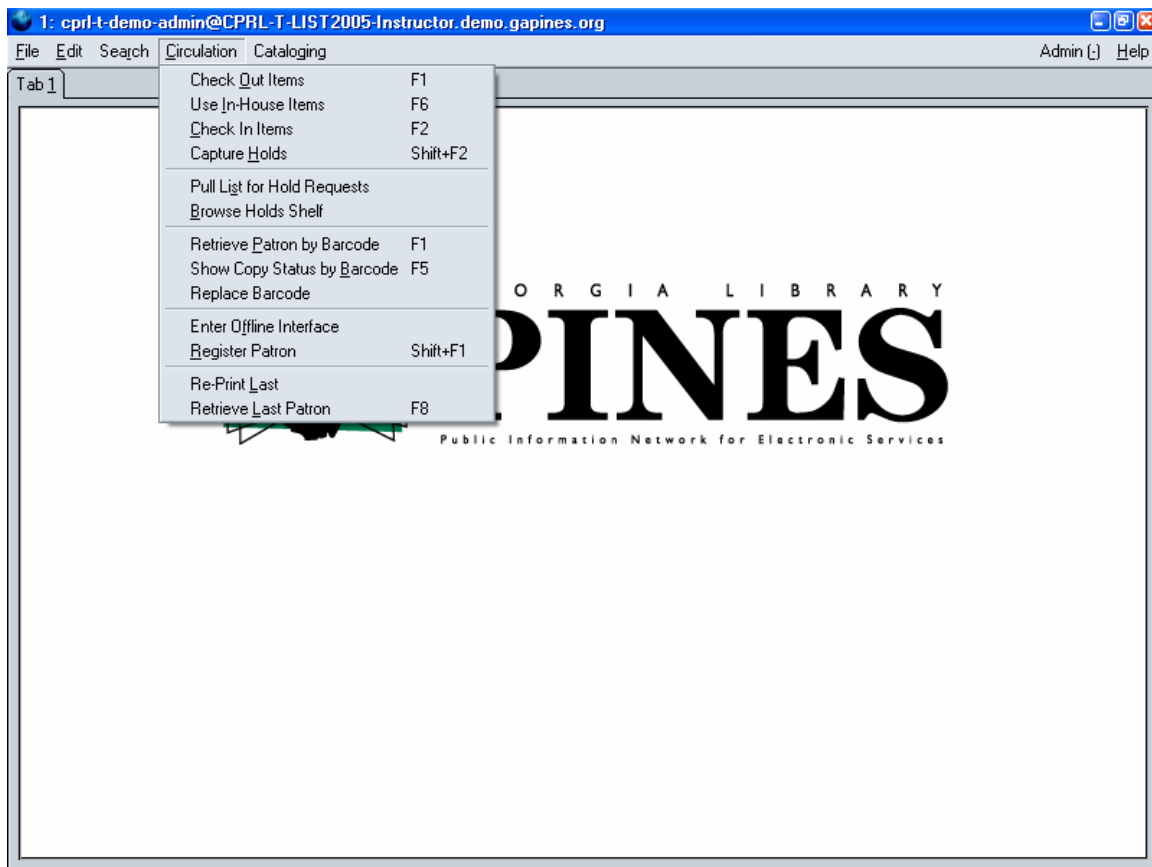 1: cprl-t-demo-admin@CPRL-T-LIST2005-Instructor.demo.gapines.org
File Edit Search Circulation Cataloging Admin (-) Help
Tab 1
Check Out Items F1
Use In-House Items F6
Check In Items F2
Capture Holds Shift+F2
Pull List for Hold Requests
Browse Holds Shelf
Retrieve Patron by Barcode F1
Show Copy Status by Barcode F5
Replace Barcode
Enter Offline Interface
Register Patron Shift+F1
Re-Print Last
Retrieve Last Patron F8
ORGIA LIBRARY
PINES
Public Information Network for Electronic Services